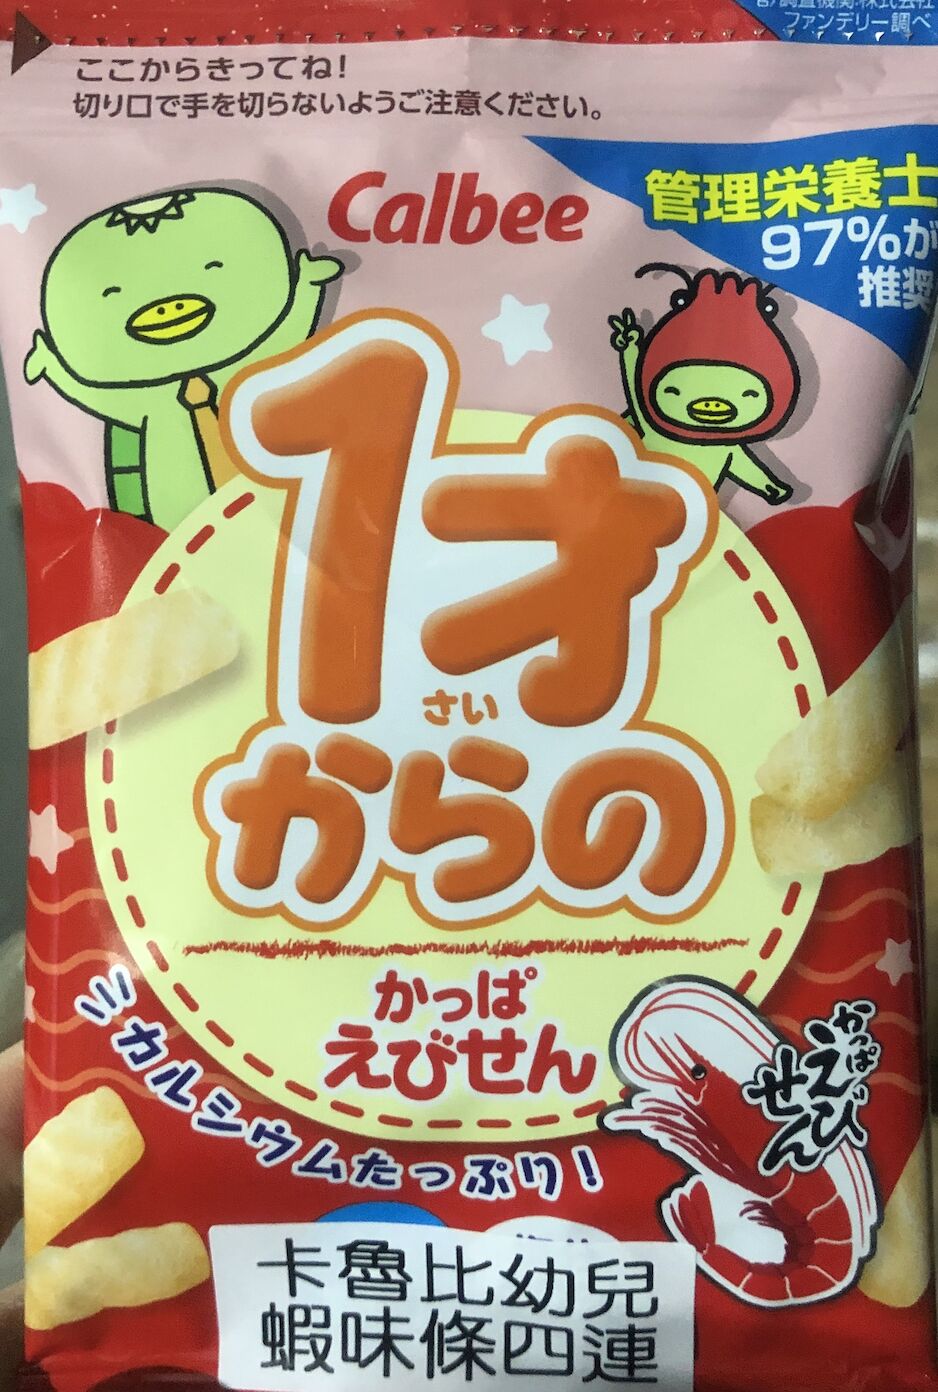 ファンデリー調べ
ここからきってね!
切り口で手を切らないようご注意ください。
Calbee
管理栄養士
97%が
推奨
1才
さい
からの
かっぱ
えびせん
かっぱ
えび
せん
カルシウムたっぷり!
卡魯比幼兒
蝦味條四連